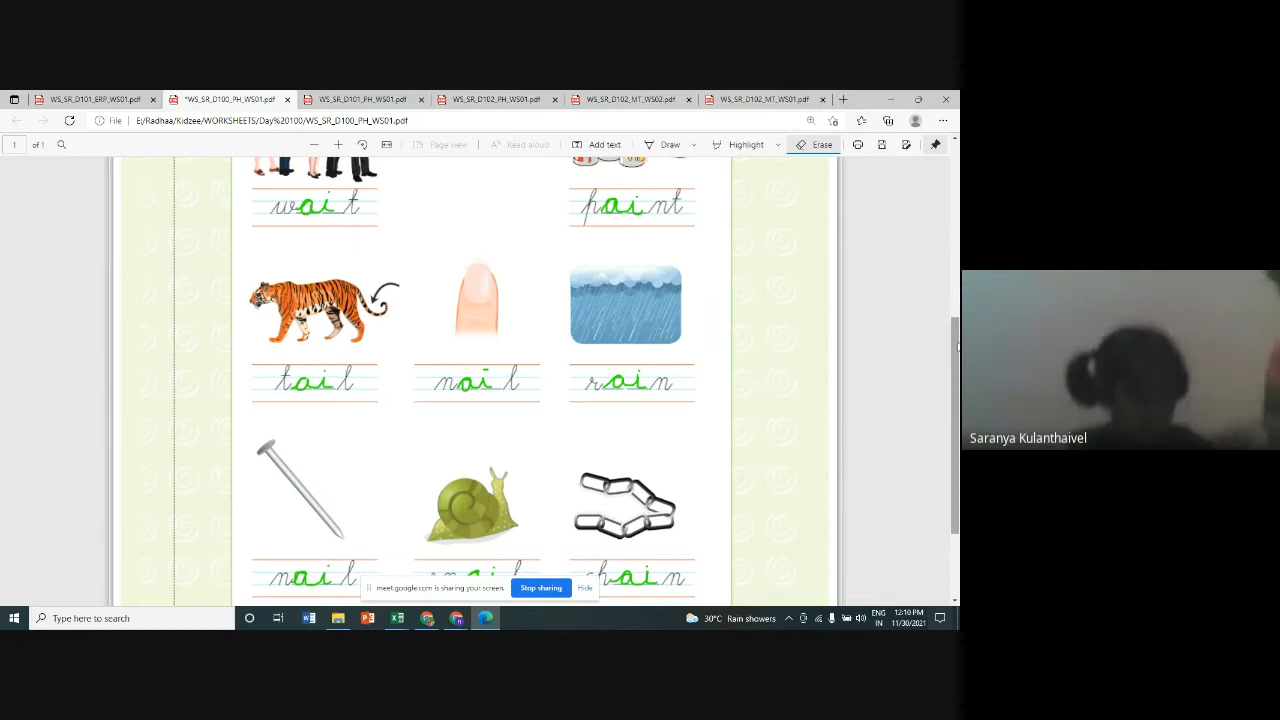 WS_SR_D101_ERP_WS01.pdf
*WS_SR_D100_PH_WS01.pdf
WS_SR_D101_PH_WS01.pdf
WS_SR_D102_PH_WS01.pdf
WS_SR_D102_MT_WS02.pdf
WS_SR_D102_MT_WS01.pdf
File E:/Radhaa/Kidzee/WORKSHEETS/Day%20100/WS_SR_D100_PH_WS01.pdf
1 of 1 Page view Read aloud Add text Draw Highlight Erase
wait paint
tail nail rain
nail chain
meet.google.com is sharing your screen. Stop sharing Hide
Saranya Kulanthaivel
Type here to search
30°C Rain showers
ENG
IN
12:10 PM
11/30/2021